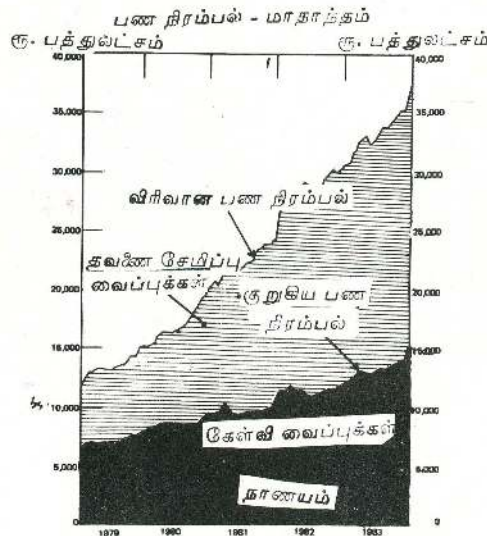 பண நிரம்பல் - மாதாந்தம்
ரூ. பத்துலட்சம்
ரூ. பத்துலட்சம்
40,000
40,000
35,000
35,000
30,000
30,000
விரிவான பண நிரம்பல்
25,000
25,000
தவணை சேமிப்பு
வைப்புக்கள்
20,000
20,000
குறுகிய பண
நிரம்பல்
15,000
15,000
10,000
10,000
கேள்வி வைப்புக்கள்
5,000
5,000
நாணயம்
0
0
1979
1980
1981
1982
1983